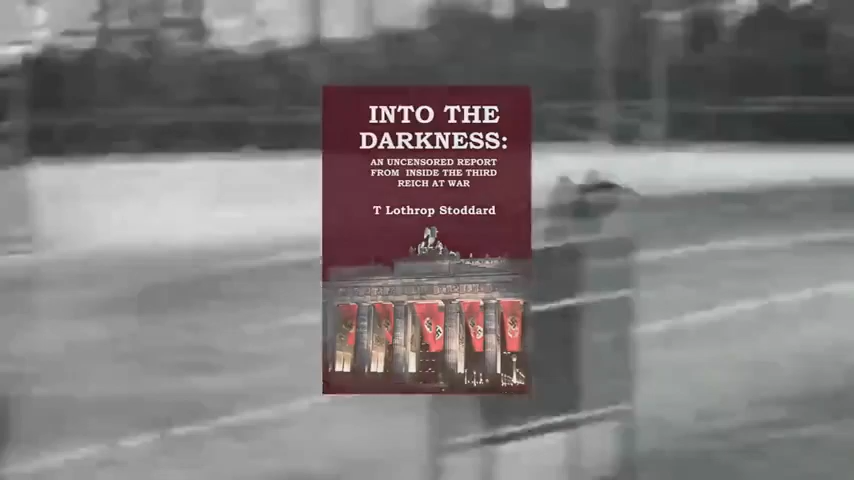 INTO THE
DARKNESS:
AN UNCENSORED REPORT
FROM INSIDE THE THIRD
REICH AT WAR
T Lothrop Stoddard